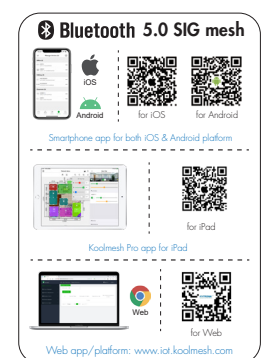 Bluetooth 5.0 SIG mesh
iOS
Android
for iOS
for Android
Smartphone app for both iOS & Android platform
for iPad
Koolmesh Pro app for iPad
Web
for Web
Web app/platform: www.iot.koolmesh.com